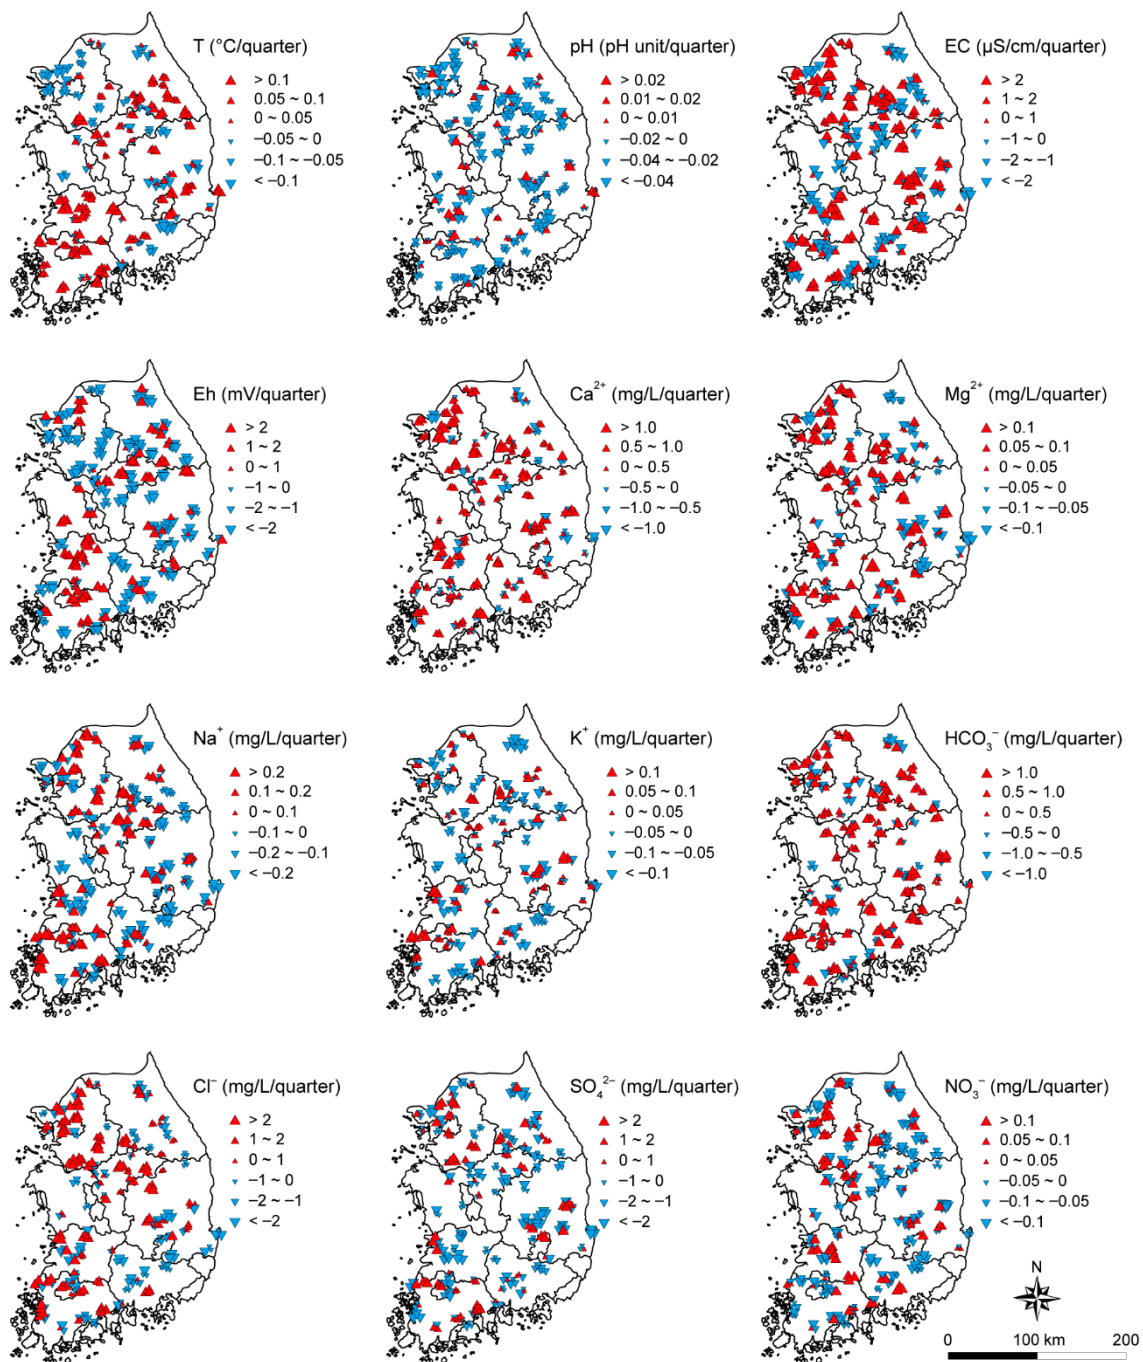 T (°C/quarter)
> 0.1
0.05 ~ 0.1
0 ~ 0.05
−0.05 ~ 0
−0.1 ~ −0.05
< −0.1
pH (pH unit/quarter)
> 0.02
0.01 ~ 0.02
0 ~ 0.01
−0.02 ~ 0
−0.04 ~ −0.02
< −0.04
EC (µS/cm/quarter)
> 2
1 ~ 2
0 ~ 1
−1 ~ 0
−2 ~ −1
< −2
Eh (mV/quarter)
> 2
1 ~ 2
0 ~ 1
−1 ~ 0
−2 ~ −1
< −2
Ca²⁺ (mg/L/quarter)
> 1.0
0.5 ~ 1.0
0 ~ 0.5
−0.5 ~ 0
−1.0 ~ −0.5
< −1.0
Mg²⁺ (mg/L/quarter)
> 0.1
0.05 ~ 0.1
0 ~ 0.05
−0.05 ~ 0
−0.1 ~ −0.05
< −0.1
Na⁺ (mg/L/quarter)
> 0.2
0.1 ~ 0.2
0 ~ 0.1
−0.1 ~ 0
−0.2 ~ −0.1
< −0.2
K⁺ (mg/L/quarter)
> 0.1
0.05 ~ 0.1
0 ~ 0.05
−0.05 ~ 0
−0.1 ~ −0.05
< −0.1
HCO₃⁻ (mg/L/quarter)
> 1.0
0.5 ~ 1.0
0 ~ 0.5
−0.5 ~ 0
−1.0 ~ −0.5
< −1.0
Cl⁻ (mg/L/quarter)
> 2
1 ~ 2
0 ~ 1
−1 ~ 0
−2 ~ −1
< −2
SO₄²⁻ (mg/L/quarter)
> 2
1 ~ 2
0 ~ 1
−1 ~ 0
−2 ~ −1
< −2
NO₃⁻ (mg/L/quarter)
> 0.1
0.05 ~ 0.1
0 ~ 0.05
−0.05 ~ 0
−0.1 ~ −0.05
< −0.1
N
0 100 km 200